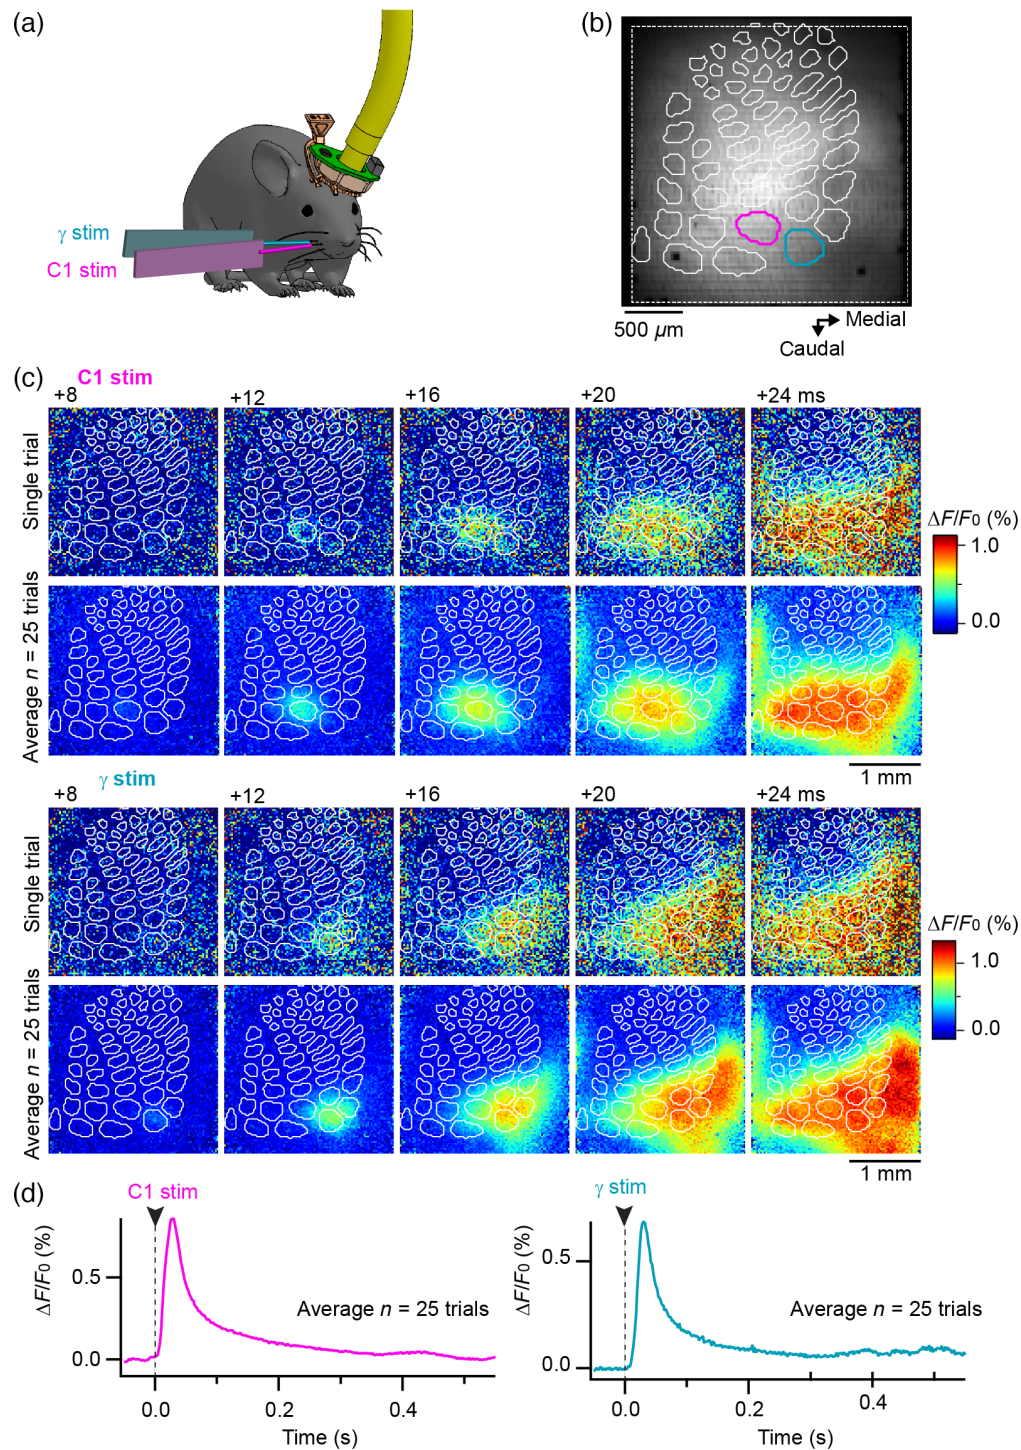 (a)
γ stim
C1 stim
(b)
500 µm
Medial
Caudal
(c)
C1 stim
+8
+12
+16
+20
+24 ms
Single trial
Average n = 25 trials
ΔF/F0 (%)
1.0
0.0
1 mm
γ stim
+8
+12
+16
+20
+24 ms
Single trial
Average n = 25 trials
ΔF/F0 (%)
1.0
0.0
1 mm
(d)
C1 stim
ΔF/F0 (%)
0.5
0.0
Average n = 25 trials
0.0
0.2
0.4
Time (s)
γ stim
ΔF/F0 (%)
0.5
0.0
Average n = 25 trials
0.0
0.2
0.4
Time (s)